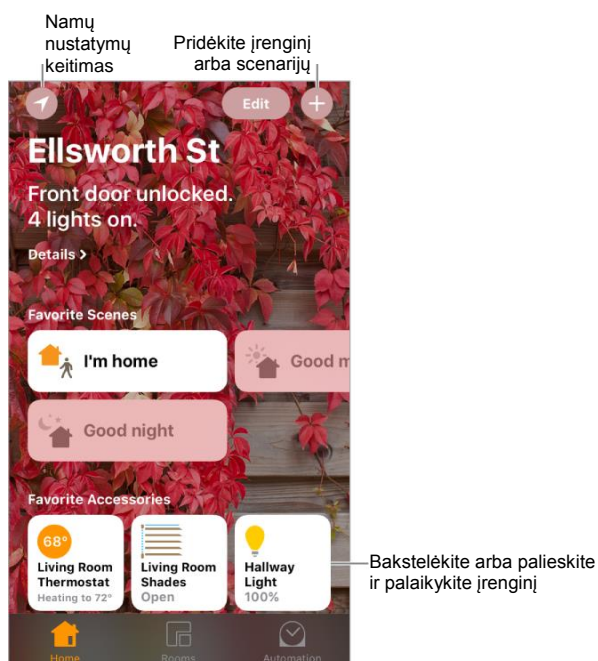 Namų
nustatymų
keitimas
Pridėkite įrenginį
arba scenarijų
Edit
Ellsworth St
Front door unlocked.
4 lights on.
Details >
Favorite Scenes
I'm home
Good m
Good night
Favorite Accessories
68°
Living Room
Thermostat
Heating to 72°
Living Room
Shades
Open
Hallway
Light
100%
Bakstelėkite arba palieskite
ir palaikykite įrenginį
Home
Rooms
Automation